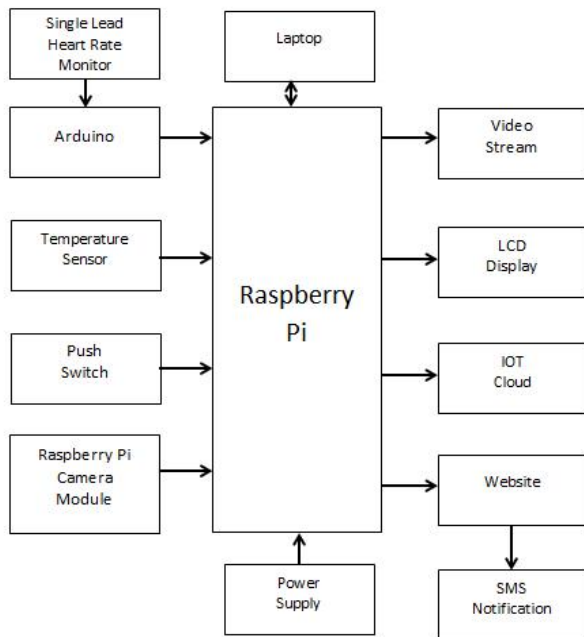 Single Lead
Heart Rate
Monitor
Laptop
Arduino
Video
Stream
Temperature
Sensor
LCD
Display
Raspberry
Pi
Push
Switch
IOT
Cloud
Raspberry Pi
Camera
Module
Website
Power
Supply
SMS
Notification